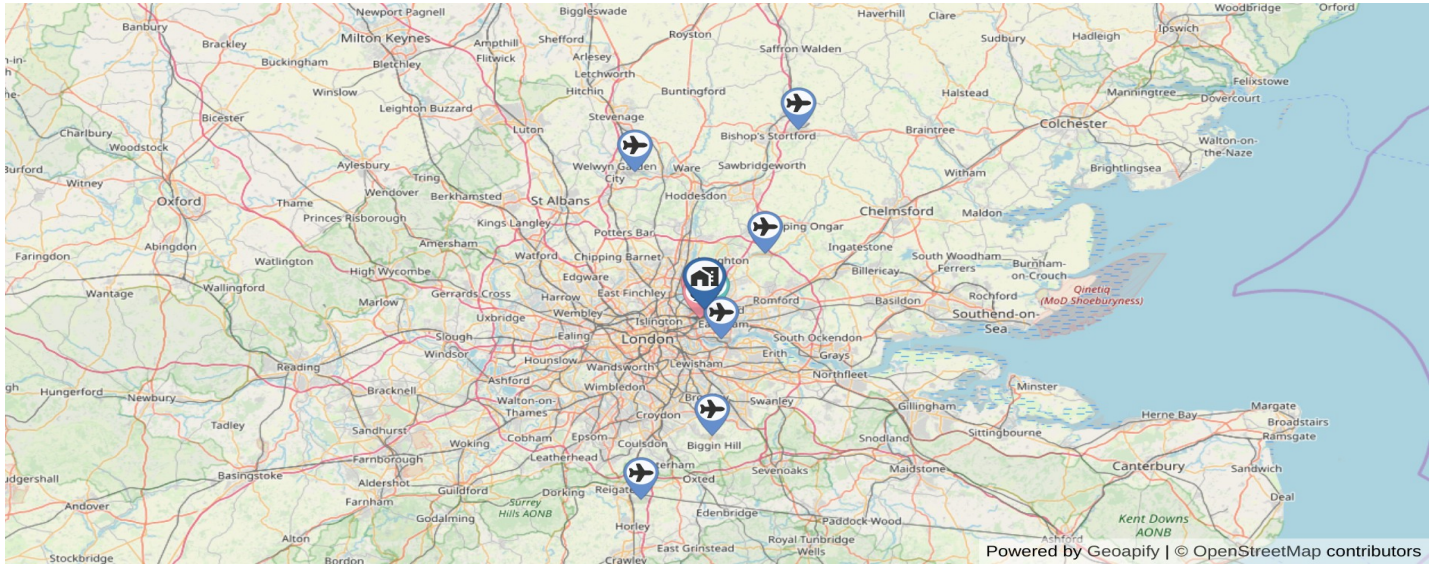 Newport Pagnell
Biggleswade
Haverhill
Clare
Woodbridge
Orford
Banbury
Brackley
Milton Keynes
Ampthill
Shefford
Royston
Saffron Walden
Sudbury
Hadleigh
Ipswich
Buckingham
Bletchley
Flitwick
Arlesey
Letchworth
Hitchin
Buntingford
Winslow
Leighton Buzzard
Halstead
Manningtree
Felixstowe
Dovercourt
Bicester
Stevenage
Luton
Charlbury
Woodstock
Bishop's Stortford
Braintree
Colchester
Walton-on-
the-Naze
Burford
Witney
Aylesbury
Tring
Wendover
Berkhamsted
Welwyn Garden
City
Ware
Sawbridgeworth
Witham
Brightlingsea
Oxford
Thame
Princes Risborough
St Albans
Hoddesdon
Kings Langley
Chelmsford
Maldon
Abingdon
Amersham
Potters Bar
ping Ongar
Ingatestone
Watlington
High Wycombe
Watford
Chipping Barnet
ghton
Billericay
South Woodham
Ferrers
Burnham-
on-Crouch
Wantage
Wallingford
Marlow
Gerrards Cross
Edgware
Harrow
East Finchley
Romford
Basildon
Rochford
Qinetiq
(MoD Shoeburyness)
Uxbridge
Wembley
Islington
Southend-on-
Sea
Faringdon
Slough
Windsor
Ealing
London
South Ockendon
Hounslow
Erith
Grays
Reading
Ashford
Wandsworth
Lewisham
Northfleet
Hungerford
Newbury
Bracknell
Walton-on-
Thames
Wimbledon
Swanley
Gillingham
Minster
Herne Bay
Margate
Broadstairs
Ramsgate
Tadley
Sandhurst
Croydon
Woking
Cobham
Epsom
Coulsdon
Biggin Hill
Snodland
Sittingbourne
Farnborough
Leatherhead
Basingstoke
Aldershot
Guildford
Dorking
Reigate
terham
Oxted
Sevenoaks
Maidstone
Canterbury
Sandwich
Andover
Farnham
Godalming
Surrey
Hills AONB
Edenbridge
Deal
Horley
Paddock Wood
Kent Downs
AONB
Alton
Royal Tunbridge
Wells
East Grinstead
Ashford
Stockbridge
Bordon
Crawley
Powered by Geoapify | © OpenStreetMap contributors